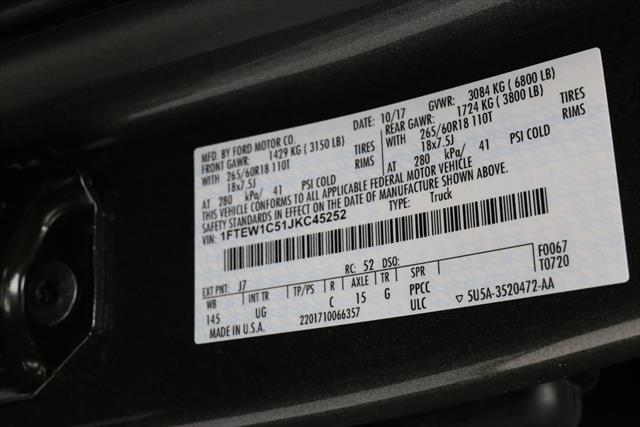 MFD. BY FORD MOTOR CO. DATE: 10/17 GVWR: 3084 KG ( 6800 LB)
FRONT GAWR: 1429 KG ( 3150 LB) REAR GAWR: 1724 KG ( 3800 LB)
WITH 265/60R18 110T TIRES WITH 265/60R18 110T TIRES
18x7.5J RIMS 18x7.5J RIMS
AT 280 kPa/ 41 PSI COLD AT 280 kPa/ 41 PSI COLD
THIS VEHICLE CONFORMS TO ALL APPLICABLE FEDERAL MOTOR VEHICLE
SAFETY STANDARDS IN EFFECT ON THE DATE OF MANUFACTURE SHOWN ABOVE.
VIN: 1FTEW1C51JKC45252 TYPE: Truck
F0067
T0720
EXT PNT: J7 RC: 52 DSO:
WB INT TR TP/PS R AXLE TR SPR
145 UG C 15 G PPCC
ULC
MADE IN U.S.A. 2201710066357 5U5A-3520472-AA